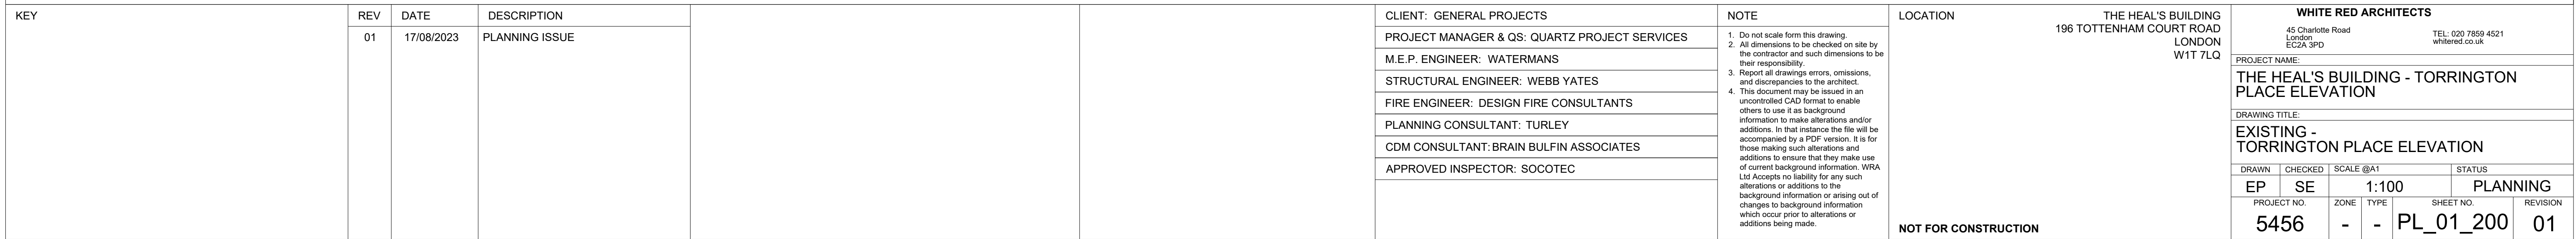 KEY
REV DATE DESCRIPTION
01 17/08/2023 PLANNING ISSUE
CLIENT: GENERAL PROJECTS
PROJECT MANAGER & QS: QUARTZ PROJECT SERVICES
M.E.P. ENGINEER: WATERMANS
STRUCTURAL ENGINEER: WEBB YATES
FIRE ENGINEER: DESIGN FIRE CONSULTANTS
PLANNING CONSULTANT: TURLEY
CDM CONSULTANT: BRAIN BULFIN ASSOCIATES
APPROVED INSPECTOR: SOCOTEC
NOTE
1. Do not scale form this drawing.
2. All dimensions to be checked on site by
the contractor and such dimensions to be
their responsibility.
3. Report all drawings errors, omissions,
and discrepancies to the architect.
4. This document may be issued in an
uncontrolled CAD format to enable
others to use it as background
information to make alterations and/or
additions. In that instance the file will be
accompanied by a PDF version. It is for
those making such alterations and
additions to ensure that they make use
of current background information. WRA
Ltd Accepts no liability for any such
alterations or additions to the
background information or arising out of
changes to background information
which occur prior to alterations or
additions being made.
LOCATION
THE HEAL'S BUILDING
196 TOTTENHAM COURT ROAD
LONDON
W1T 7LQ
NOT FOR CONSTRUCTION
WHITE RED ARCHITECTS
45 Charlotte Road
London
EC2A 3PD
TEL: 020 7859 4521
whitered.co.uk
PROJECT NAME:
THE HEAL'S BUILDING - TORRINGTON
PLACE ELEVATION
DRAWING TITLE:
EXISTING -
TORRINGTON PLACE ELEVATION
DRAWN CHECKED SCALE @A1 STATUS
EP SE 1:100 PLANNING
PROJECT NO. ZONE TYPE SHEET NO. REVISION
5456 - - PL_01_200 01